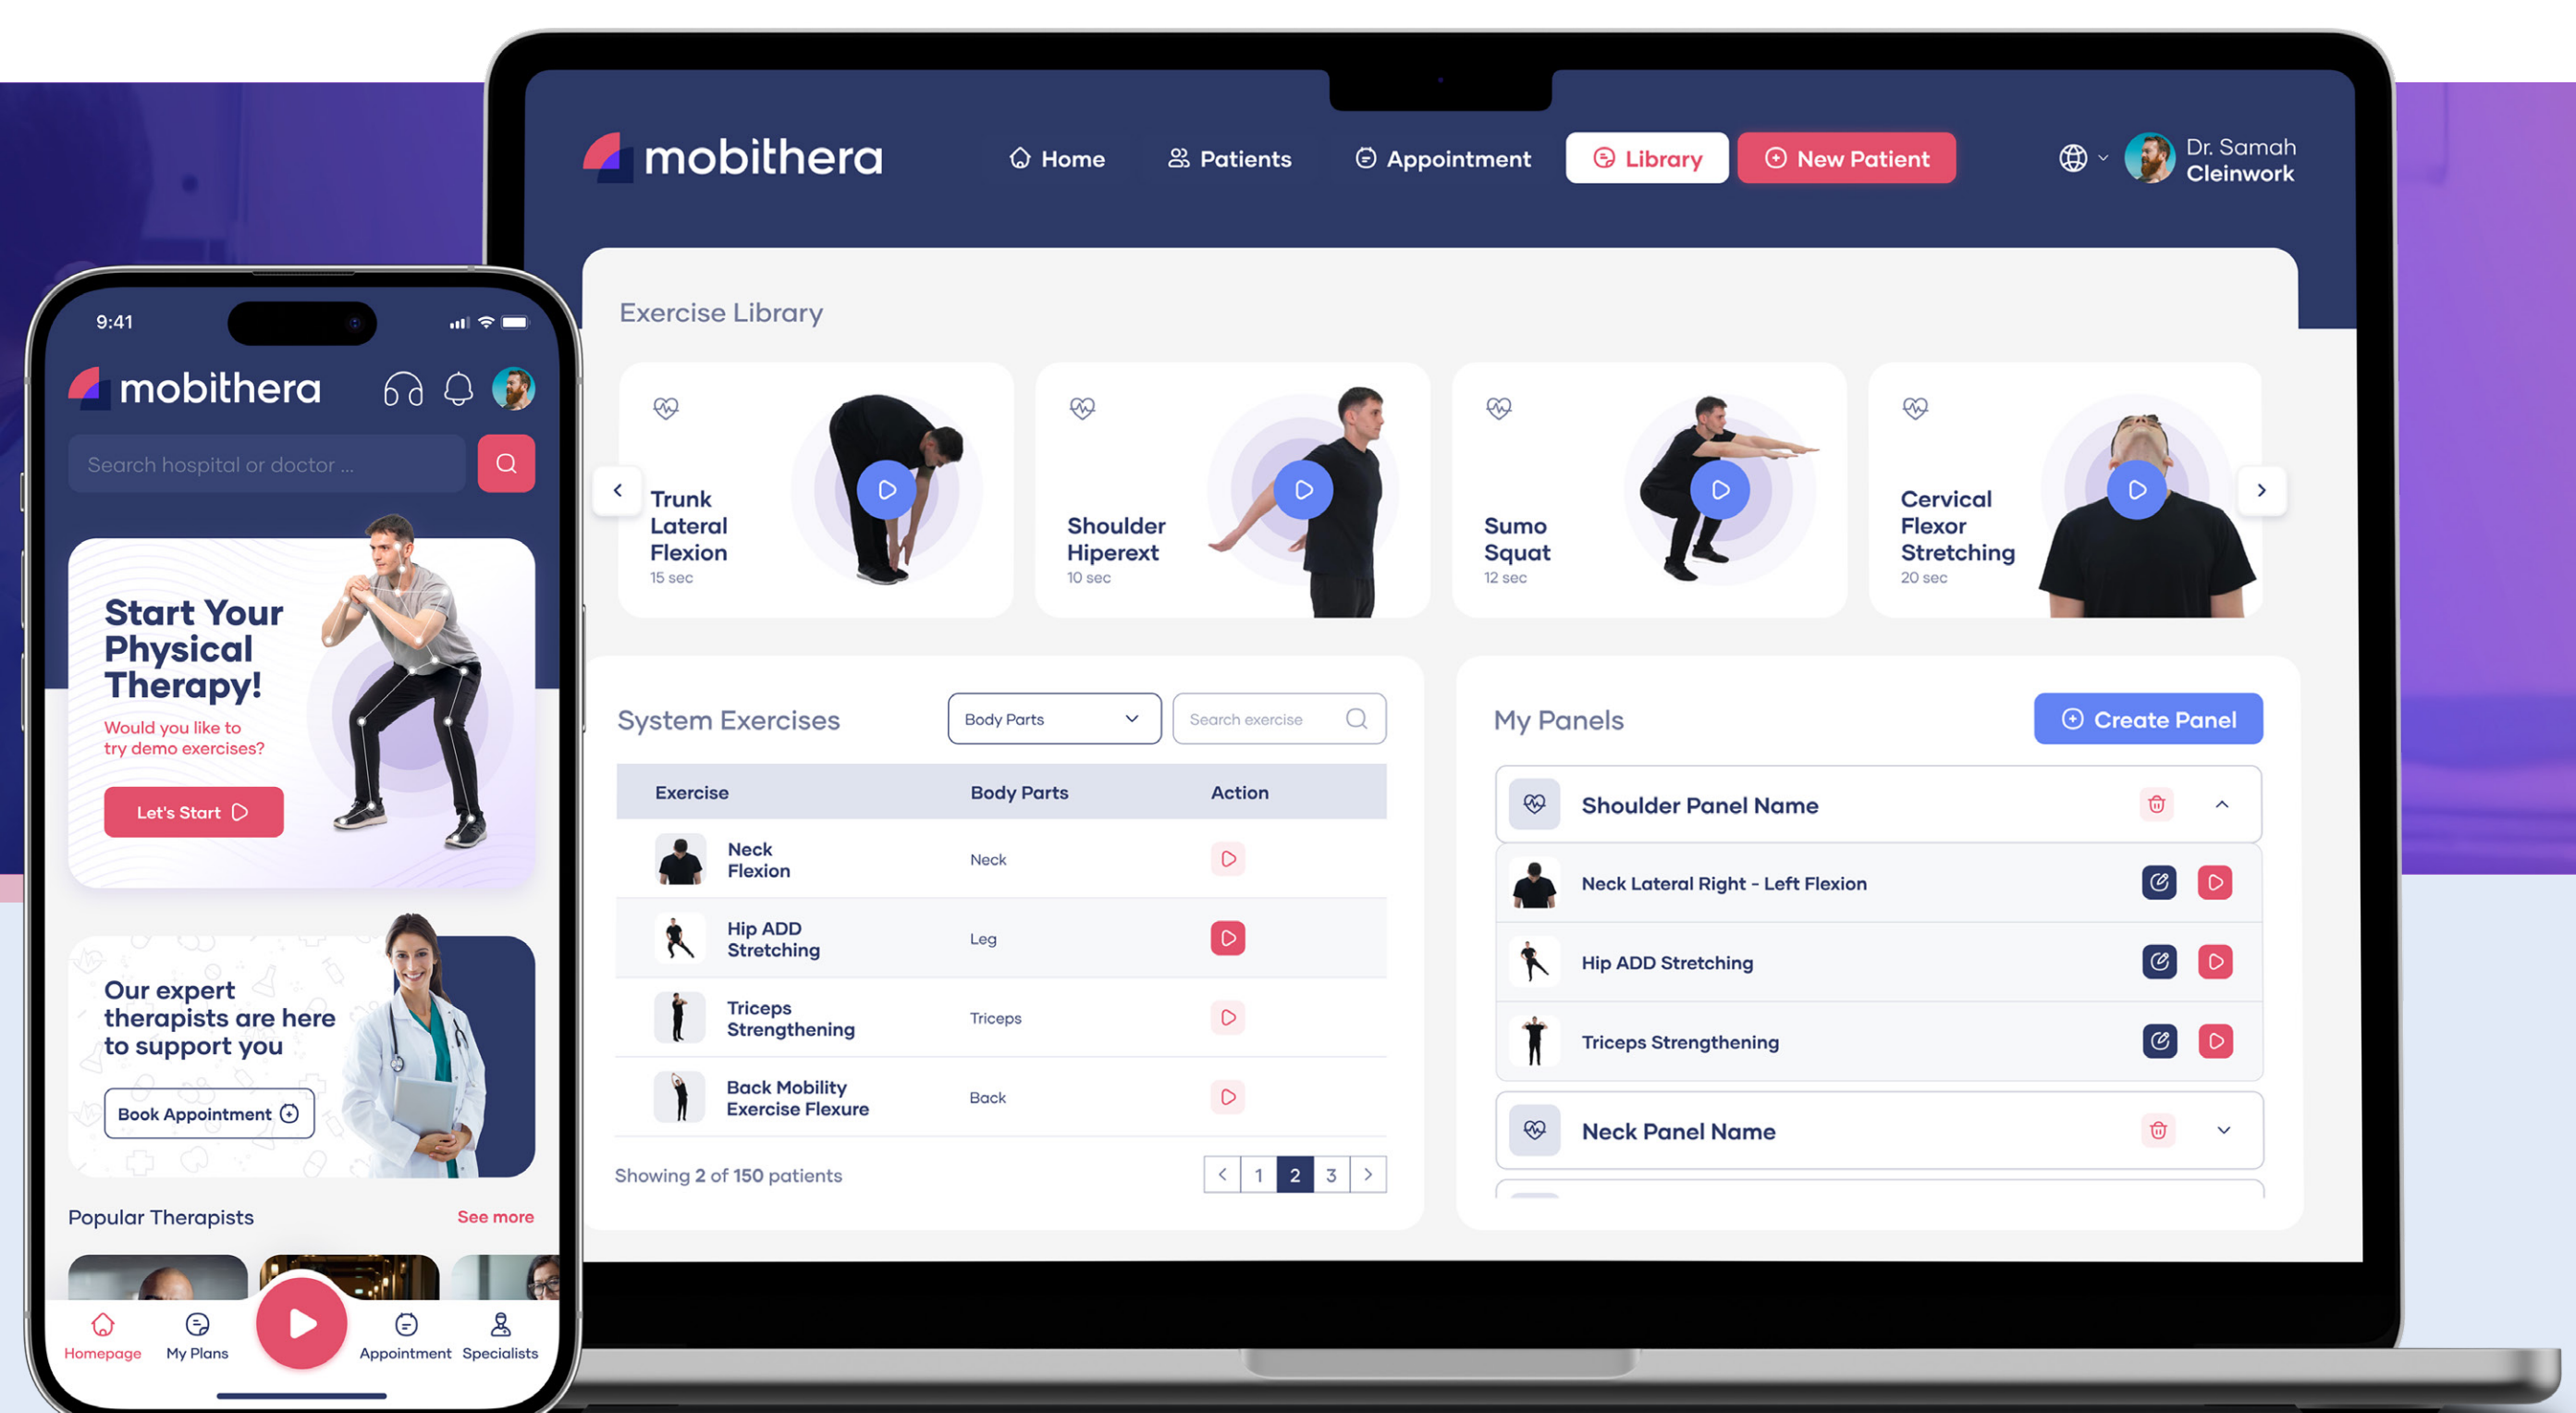 mobithera
Home
Patients
Appointment
Library
New Patient
Dr. Samah
Cleinwork
Exercise Library
Trunk
Lateral
Flexion
15 sec
Shoulder
Hiperext
10 sec
Sumo
Squat
12 sec
Cervical
Flexor
Stretching
20 sec
System Exercises
Body Parts
Search exercise
Exercise
Body Parts
Action
Neck
Flexion
Neck
Hip ADD
Stretching
Leg
Triceps
Strengthening
Triceps
Back Mobility
Exercise Flexure
Back
Showing 2 of 150 patients
1
2
3
My Panels
Create Panel
Shoulder Panel Name
Neck Lateral Right - Left Flexion
Hip ADD Stretching
Triceps Strengthening
Neck Panel Name
9:41
mobithera
Search hospital or doctor ...
Start Your
Physical
Therapy!
Would you like to
try demo exercises?
Let's Start
Our expert
therapists are here
to support you
Book Appointment
Popular Therapists
See more
Homepage
My Plans
Appointment
Specialists